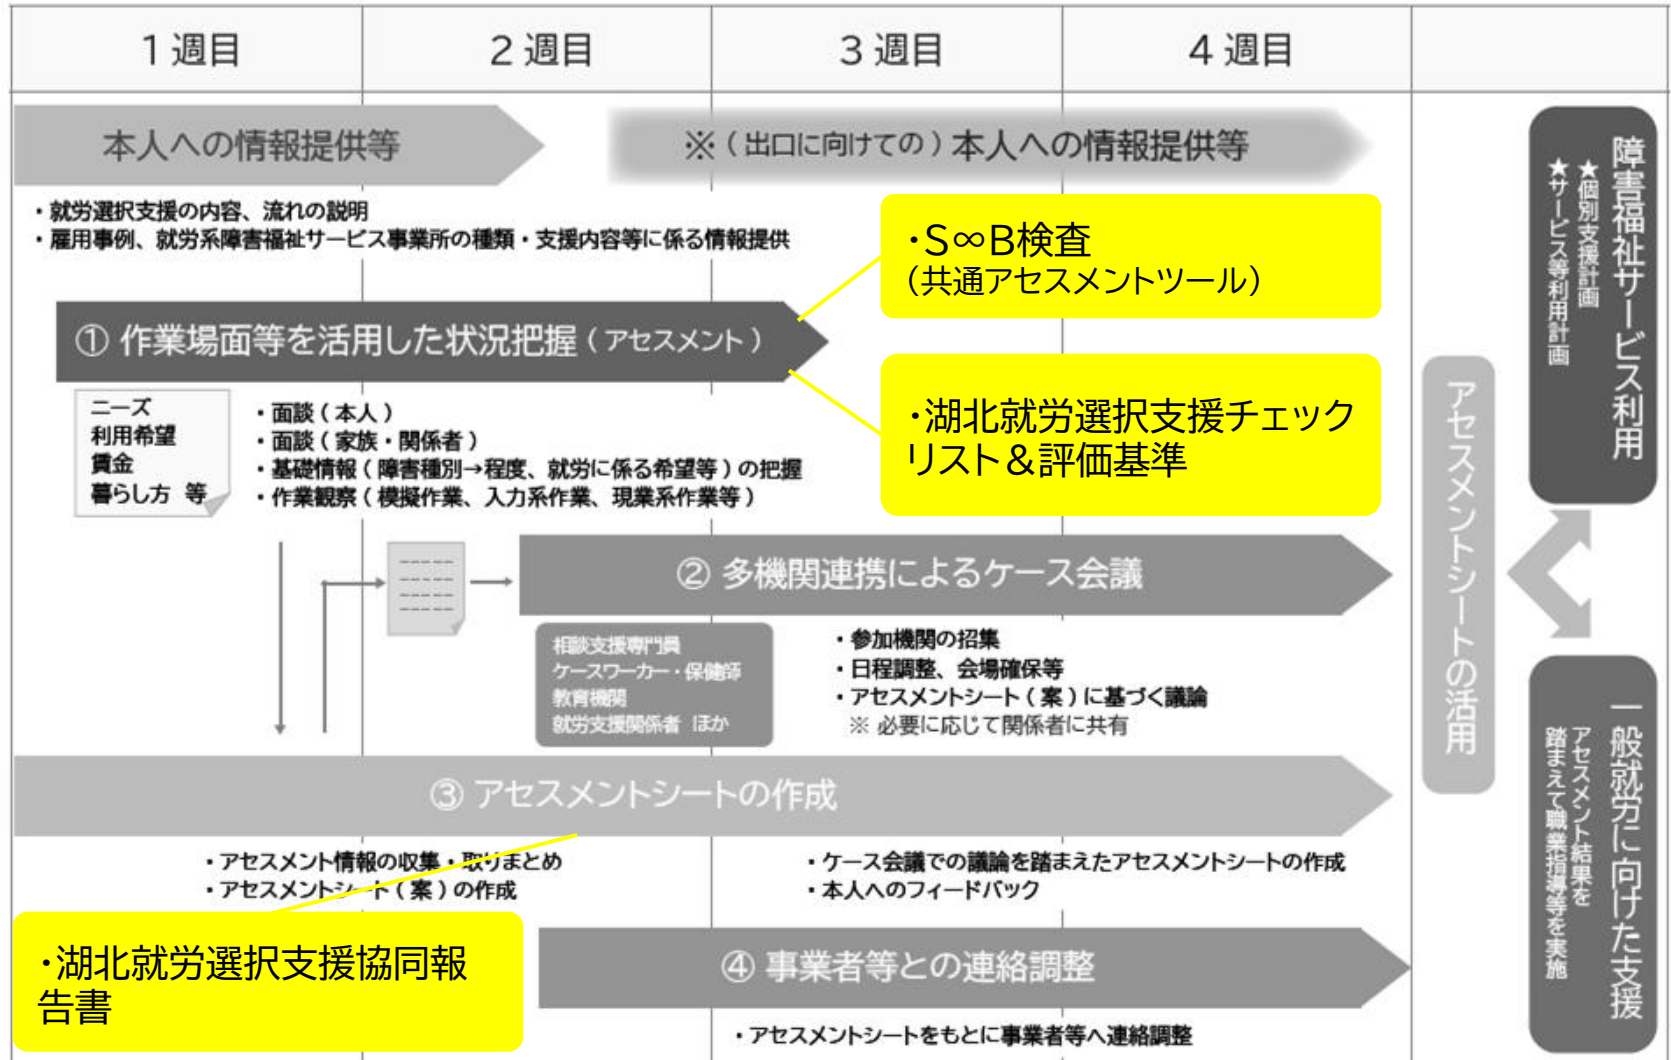 1 週目
2 週目
3 週目
4 週目
本人への情報提供等
※(出口に向けての)本人への情報提供等
・就労選択支援の内容、流れの説明
・雇用事例、就労系障害福祉サービス事業所の種類・支援内容等に係る情報提供
・S∞B検査
(共通アセスメントツール)
① 作業場面等を活用した状況把握(アセスメント)
・湖北就労選択支援チェック
リスト&評価基準
ニーズ
利用希望
賃金
暮らし方 等
・面談(本人)
・面談(家族・関係者)
・基礎情報(障害種別→程度、就労に係る希望等)の把握
・作業観察(模擬作業、入力系作業、現業系作業等)
② 多機関連携によるケース会議
相談支援専門員
ケースワーカー・保健師
教育機関
就労支援関係者 ほか
・参加機関の招集
・日程調整、会場確保等
・アセスメントシート(案)に基づく議論
※ 必要に応じて関係者に共有
③ アセスメントシートの作成
・アセスメント情報の収集・取りまとめ
・アセスメントシート(案)の作成
・ケース会議での議論を踏まえたアセスメントシートの作成
・本人へのフィードバック
・湖北就労選択支援協同報
告書
④ 事業者等との連絡調整
・アセスメントシートをもとに事業者等へ連絡調整
アセスメントシートの活用
障害福祉サービス利用
★個別支援計画
★サービス等利用計画
一般就労に向けた支援
アセスメント結果を
踏まえて職業指導等を実施